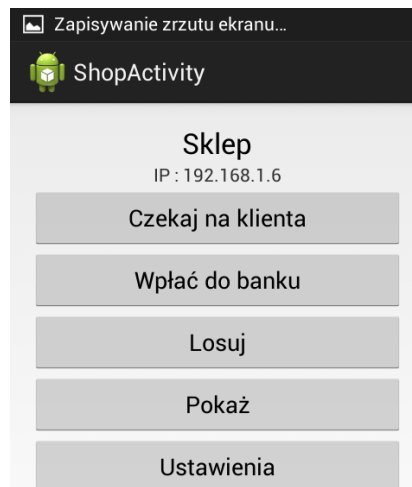 Zapisywanie zrzutu ekranu...
ShopActivity
Sklep
IP : 192.168.1.6
Czekaj na klienta
Wpłać do banku
Losuj
Pokaż
Ustawienia